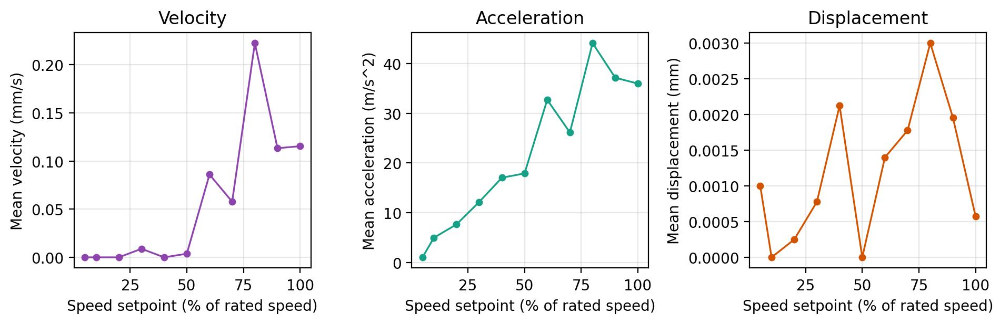 Velocity
Mean velocity (mm/s)
0.20
0.15
0.10
0.05
0.00
25 50 75 100
Speed setpoint (% of rated speed)
Acceleration
Mean acceleration (m/s^2)
40
30
20
10
0
25 50 75 100
Speed setpoint (% of rated speed)
Displacement
Mean displacement (mm)
0.0030
0.0025
0.0020
0.0015
0.0010
0.0005
0.0000
25 50 75 100
Speed setpoint (% of rated speed)